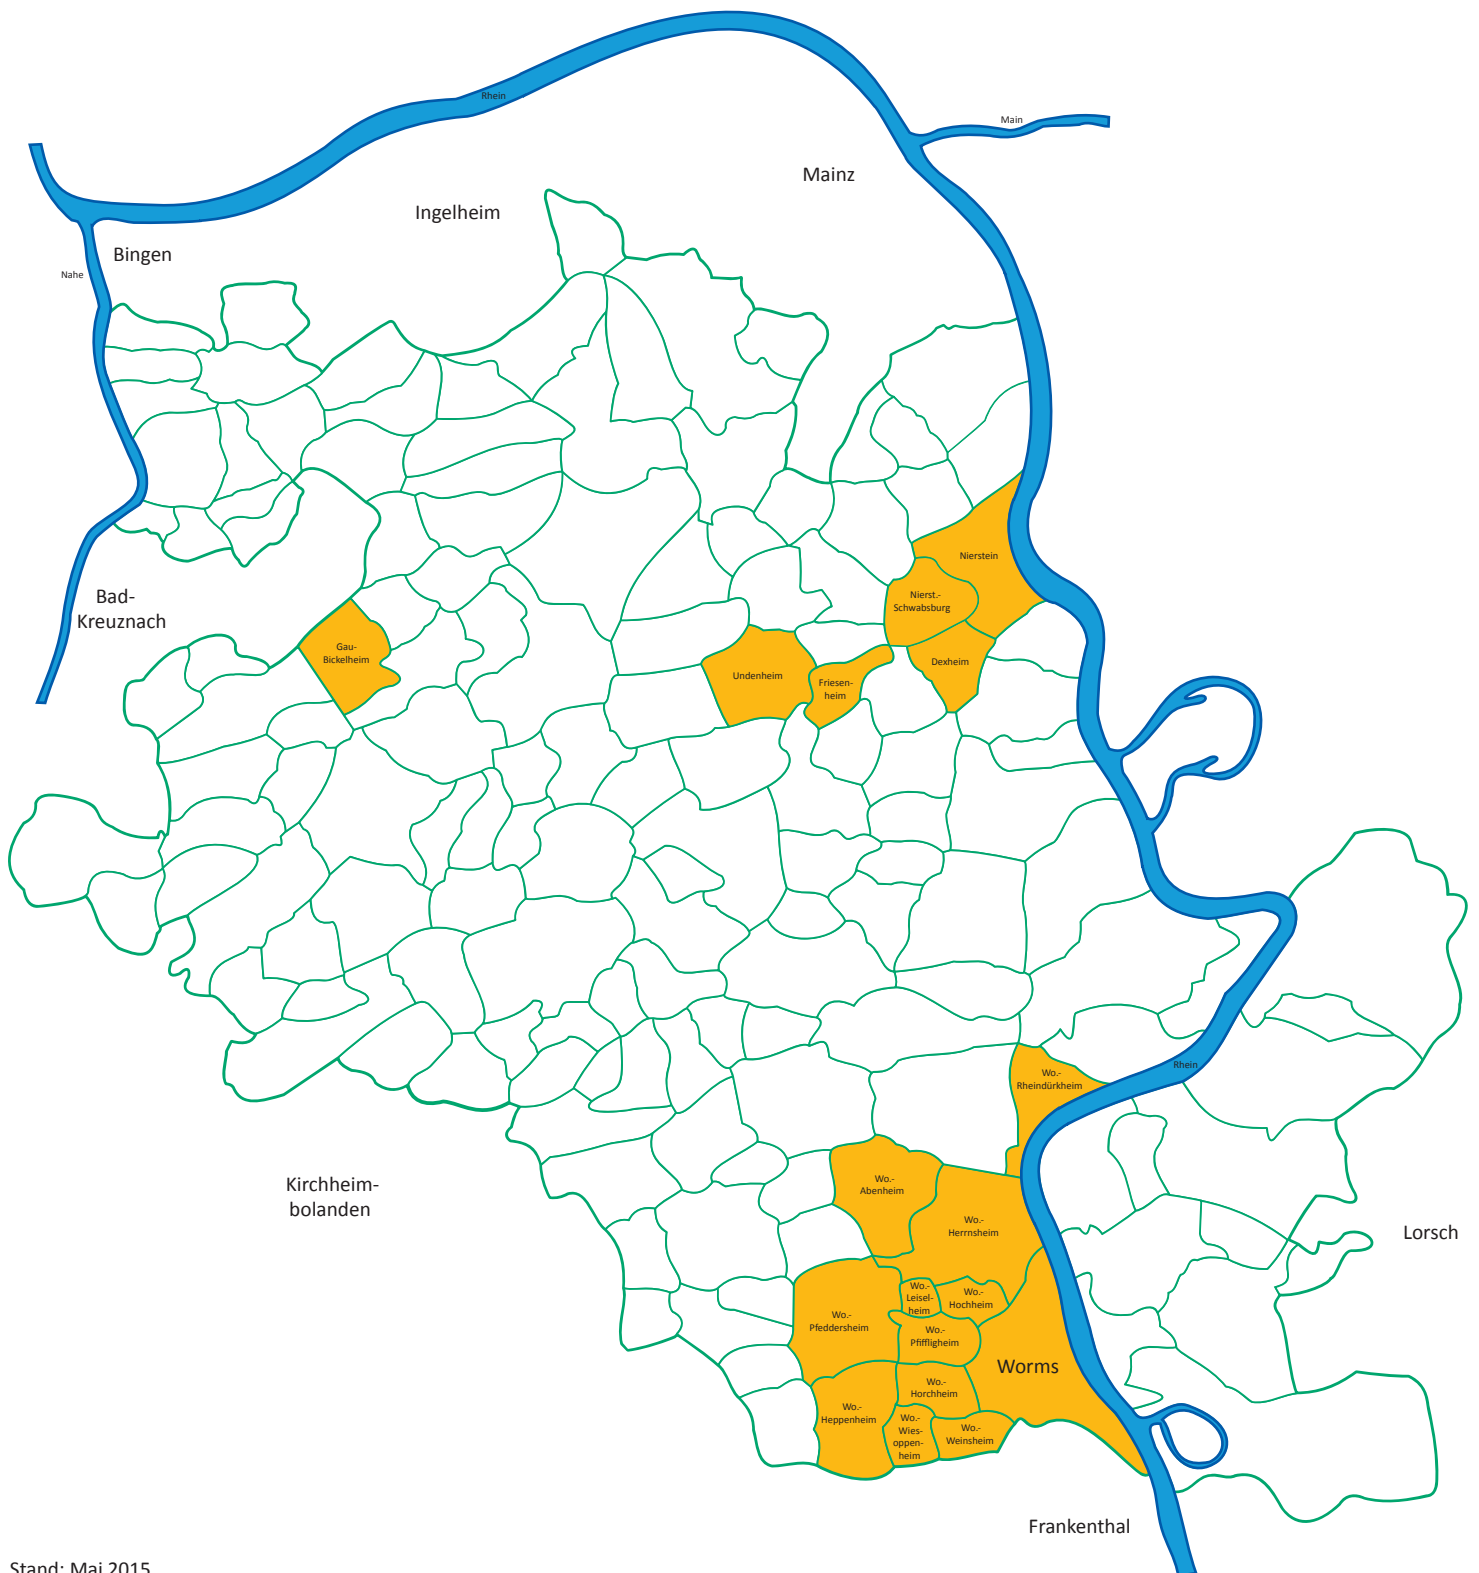 Rhein
Main
Mainz
Ingelheim
Bingen
Nahe
Nierstein
Bad-
Kreuznach
Nierst.-
Schwabsburg
Gau-
Bickelheim
Undenheim
Friesen-
heim
Dexheim
Rhein
Wo.-
Rheindürkheim
Kirchheim-
bolanden
Wo.-
Abenheim
Wo.-
Herrnsheim
Lorsch
Wo.-
Leisel-
heim
Wo.-
Hochheim
Wo.-
Pfeddersheim
Wo.-
Pfiffligheim
Worms
Wo.-
Horchheim
Wo.-
Heppenheim
Wo.-
Wies-
oppen-
heim
Wo.-
Weinsheim
Frankenthal
Stand: Mai 2015